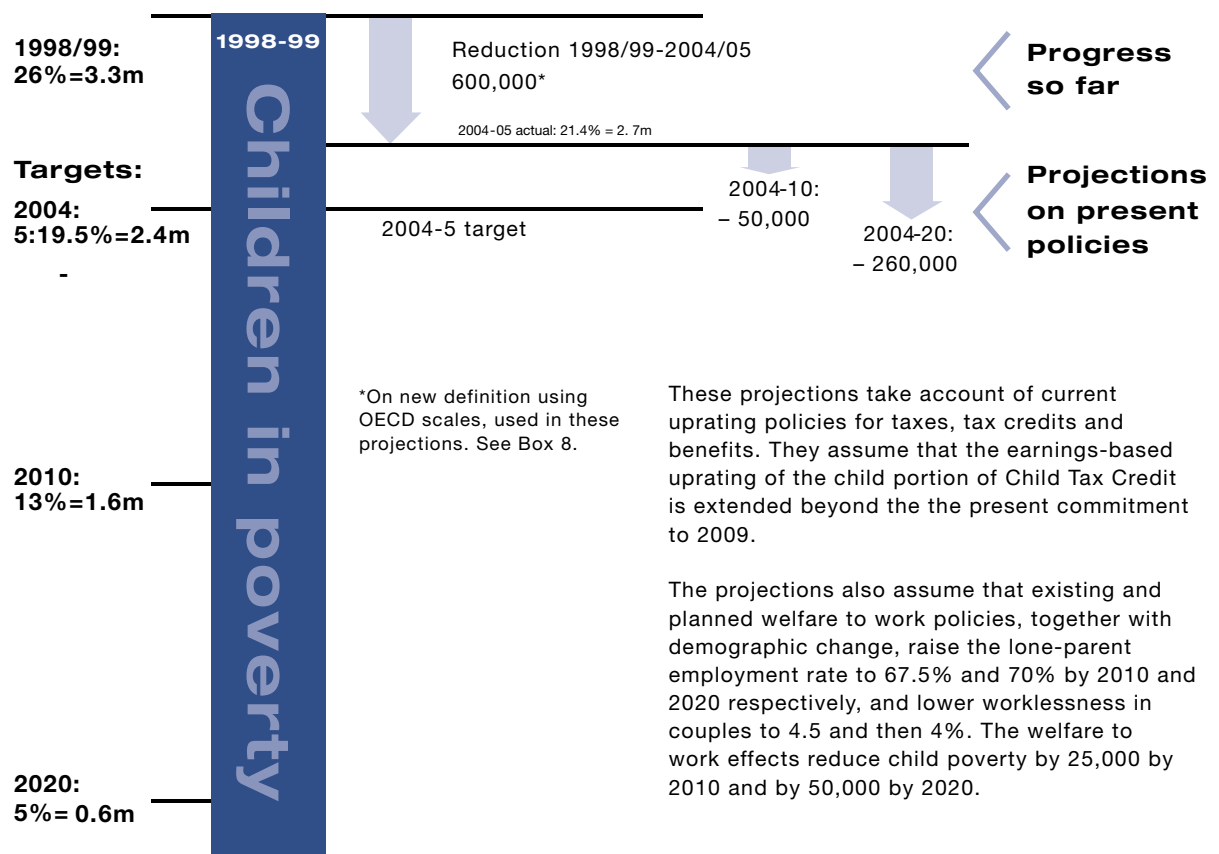 1998/99:
26%=3.3m
Targets:
2004:
5:19.5%=2.4m
-
2010:
13%=1.6m
2020:
5%= 0.6m
1998-99
Children in poverty
Reduction 1998/99-2004/05
600,000*
2004-05 actual: 21.4% = 2. 7m
2004-5 target
2004-10:
– 50,000
2004-20:
– 260,000
Progress
so far
Projections
on present
policies
*On new definition using
OECD scales, used in these
projections. See Box 8.
These projections take account of current
uprating policies for taxes, tax credits and
benefits. They assume that the earnings-based
uprating of the child portion of Child Tax Credit
is extended beyond the the present commitment
to 2009.
The projections also assume that existing and
planned welfare to work policies, together with
demographic change, raise the lone-parent
employment rate to 67.5% and 70% by 2010 and
2020 respectively, and lower worklessness in
couples to 4.5 and then 4%. The welfare to
work effects reduce child poverty by 25,000 by
2010 and by 50,000 by 2020.